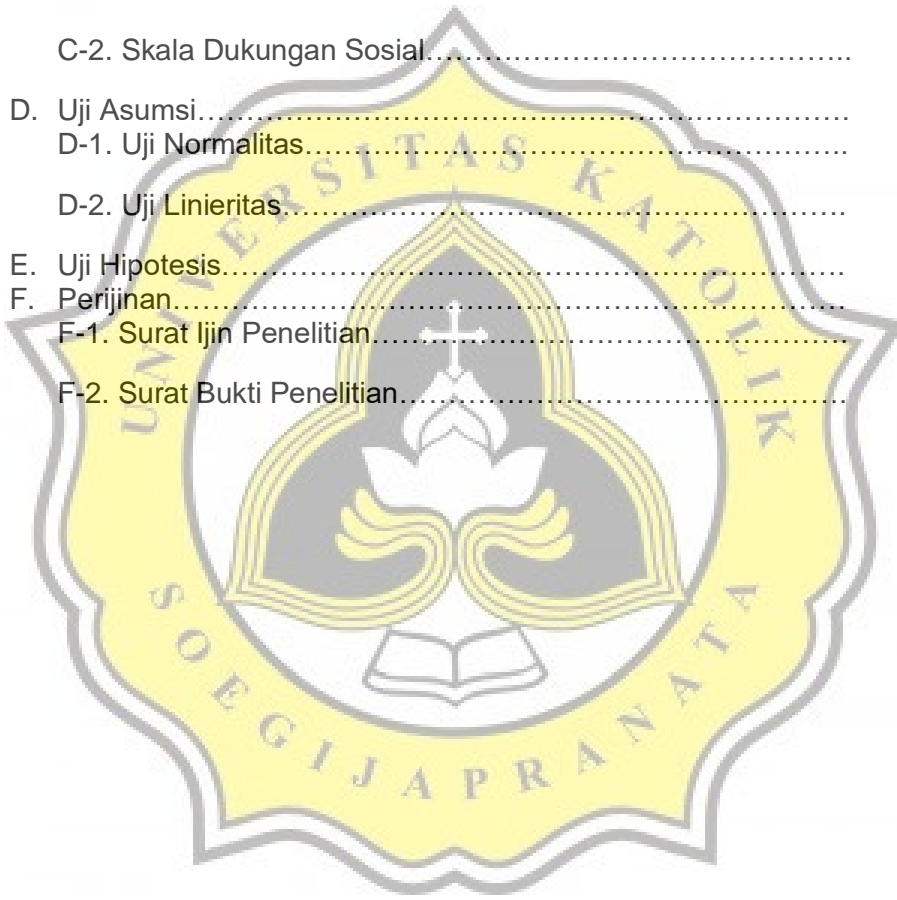 C-2. Skala Dukungan Sosial……………………………………..
D. Uji Asumsi…………………………………………………………
D-1. Uji Normalitas………………………………………………..
D-2. Uji Linieritas………………………………………………….
E. Uji Hipotesis………………………………………………………
F. Perijinan…………………………………………………………..
F-1. Surat Ijin Penelitian…………………………………………..
F-2. Surat Bukti Penelitian………………………………………
UNIVERSITAS KATOLIK
SOEGIJAPRANATA